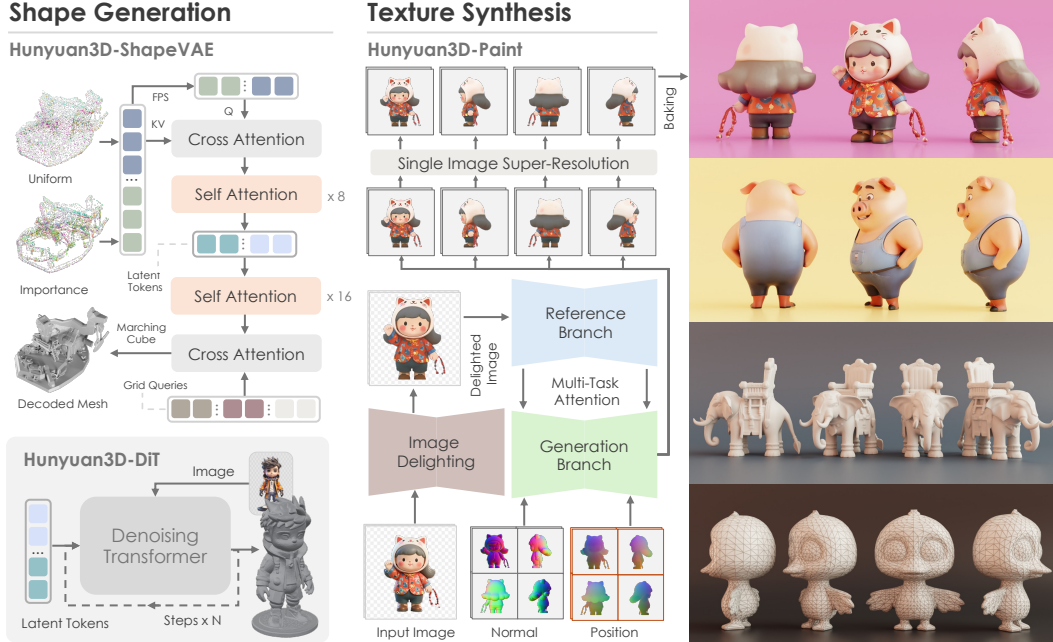 Shape Generation
Hunyuan3D-ShapeVAE
FPS
KV
Q
Cross Attention
Uniform
Self Attention
x 8
Importance
Latent
Tokens
Self Attention
x 16
Marching
Cube
Cross Attention
Decoded Mesh
Grid Queries
Hunyuan3D-DiT
Image
Denoising
Transformer
Latent Tokens
Steps x N
Texture Synthesis
Hunyuan3D-Paint
Baking
Single Image Super-Resolution
Reference
Branch
Delighted
Image
Multi-Task
Attention
Image
Delighting
Generation
Branch
Input Image
Normal
Position